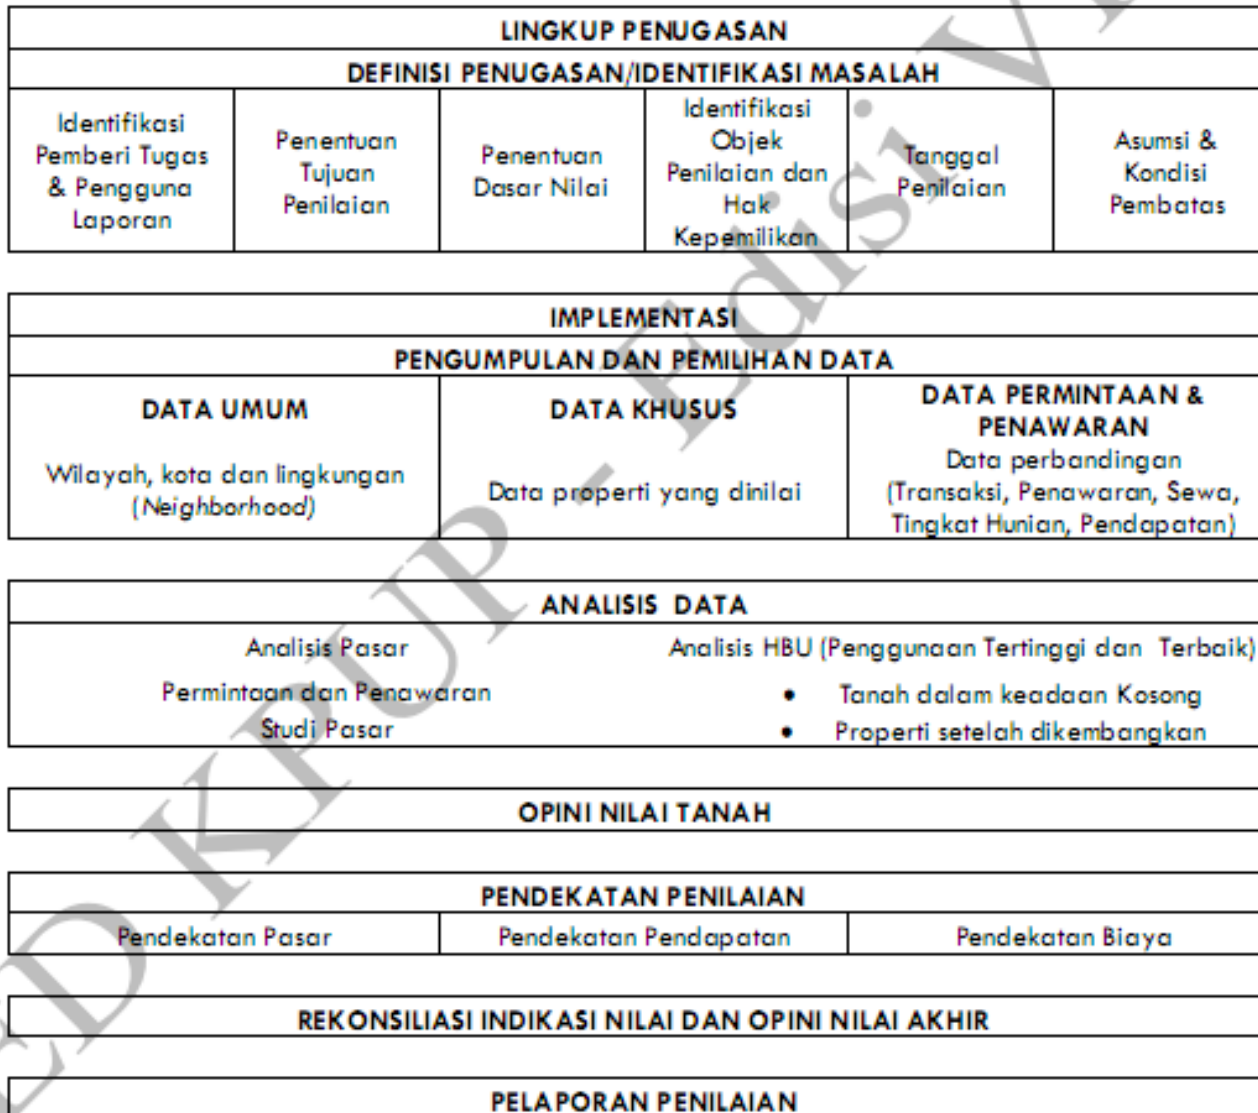 LINGKUP PENUGASAN
DEFINISI PENUGASAN/IDENTIFIKASI MASALAH
Identifikasi
Pemberi Tugas
& Pengguna
Laporan
Penentuan
Tujuan
Penilaian
Penentuan
Dasar Nilai
Identifikasi
Objek
Penilaian dan
Hak
Kepemilikan
Tanggal
Penilaian
Asumsi &
Kondisi
Pembatas
IMPLEMENTASI
PENGUMPULAN DAN PEMILIHAN DATA
DATA UMUM
Wilayah, kota dan lingkungan
(Neighborhood)
DATA KHUSUS
Data properti yang dinilai
DATA PERMINTAAN &
PENAWARAN
Data perbandingan
(Transaksi, Penawaran, Sewa,
Tingkat Hunian, Pendapatan)
ANALISIS DATA
Analisis Pasar
Permintaan dan Penawaran
Studi Pasar
Analisis HBU (Penggunaan Tertinggi dan Terbaik)
• Tanah dalam keadaan Kosong
• Properti setelah dikembangkan
OPINI NILAI TANAH
PENDEKATAN PENILAIAN
Pendekatan Pasar
Pendekatan Pendapatan
Pendekatan Biaya
REKONSILIASI INDIKASI NILAI DAN OPINI NILAI AKHIR
PELAPORAN PENILAIAN
ED KPUP - Edisi VI